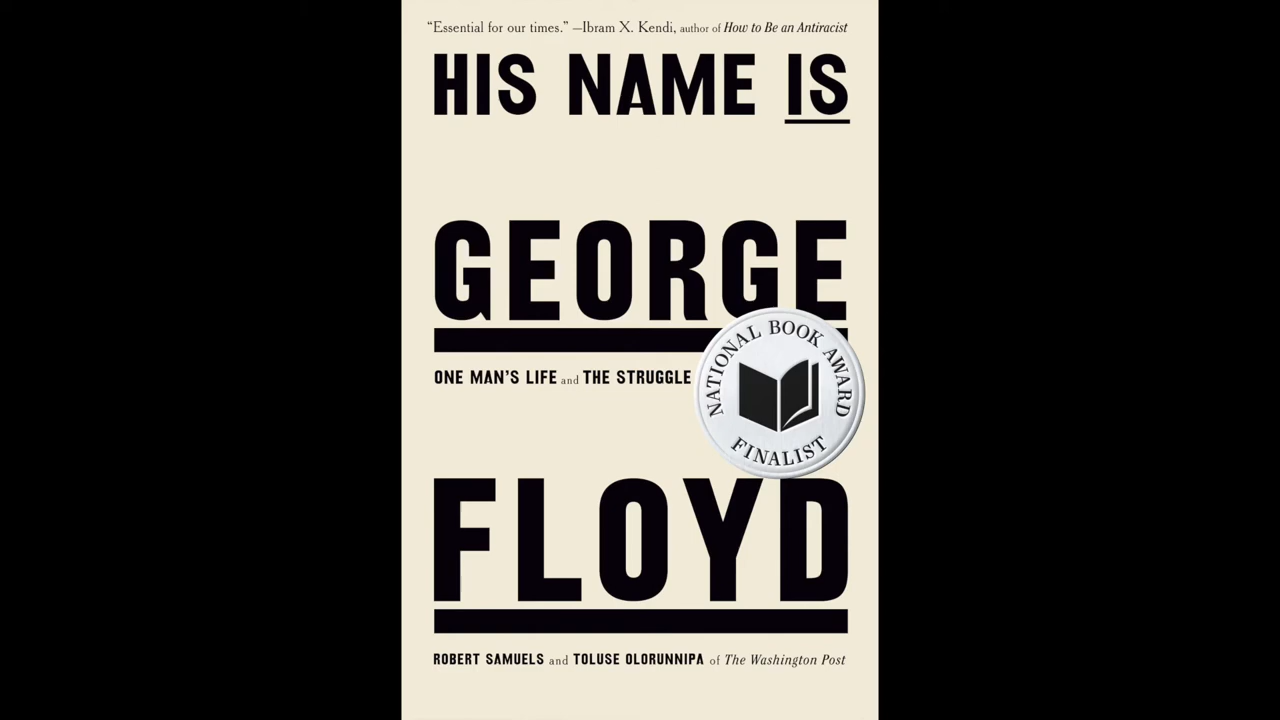 “Essential for our times.” —Ibram X. Kendi, author of How to Be an Antiracist
HIS NAME IS
GEORGE
ONE MAN’S LIFE and THE STRUGGLE
NATIONAL BOOK AWARD
FINALIST
FLOYD
ROBERT SAMUELS and TOLUSE OLORUNNIPA of The Washington Post